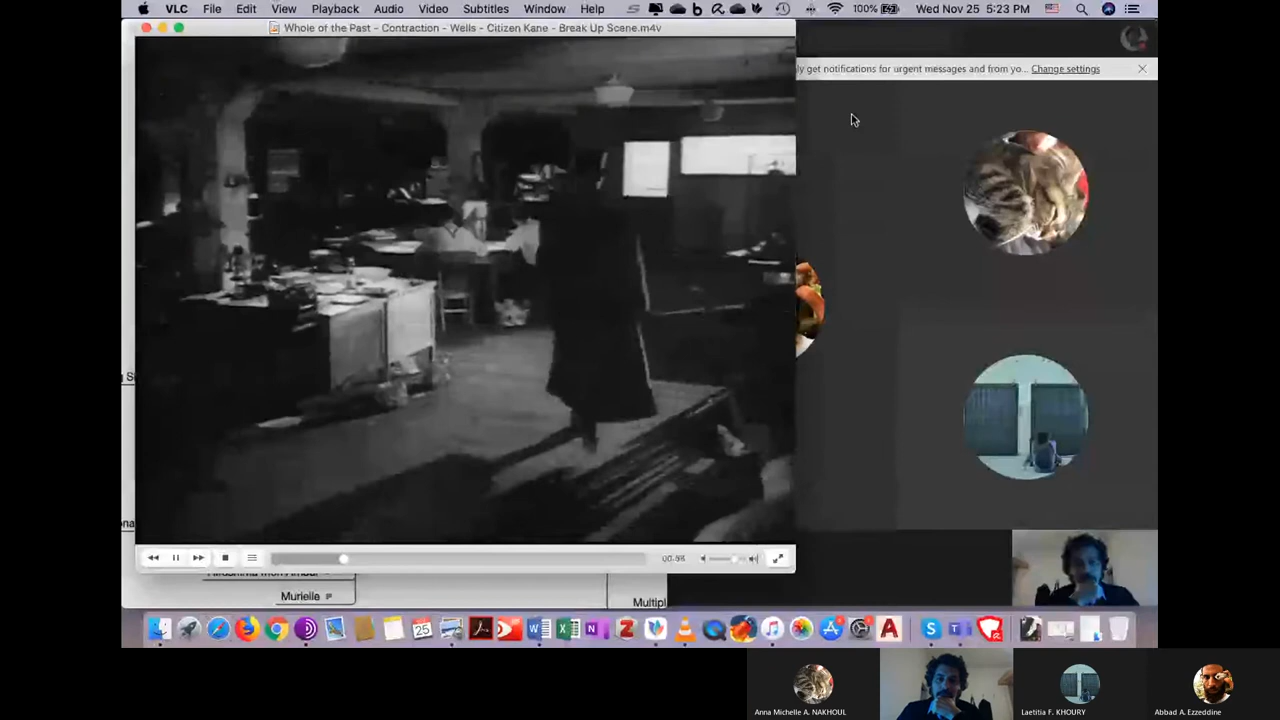 VLC File Edit View Playback Audio Video Subtitles Window Help 100% Wed Nov 25 5:23 PM
Whole of the Past - Contraction - Wells - Citizen Kane - Break Up Scene.m4v
ly get notifications for urgent messages and from yo... Change settings
Murielle
Multipl
25
Anna Michelle A. NAKHOUL Laetitia F. KHOURY Abbad A. Ezzeddine